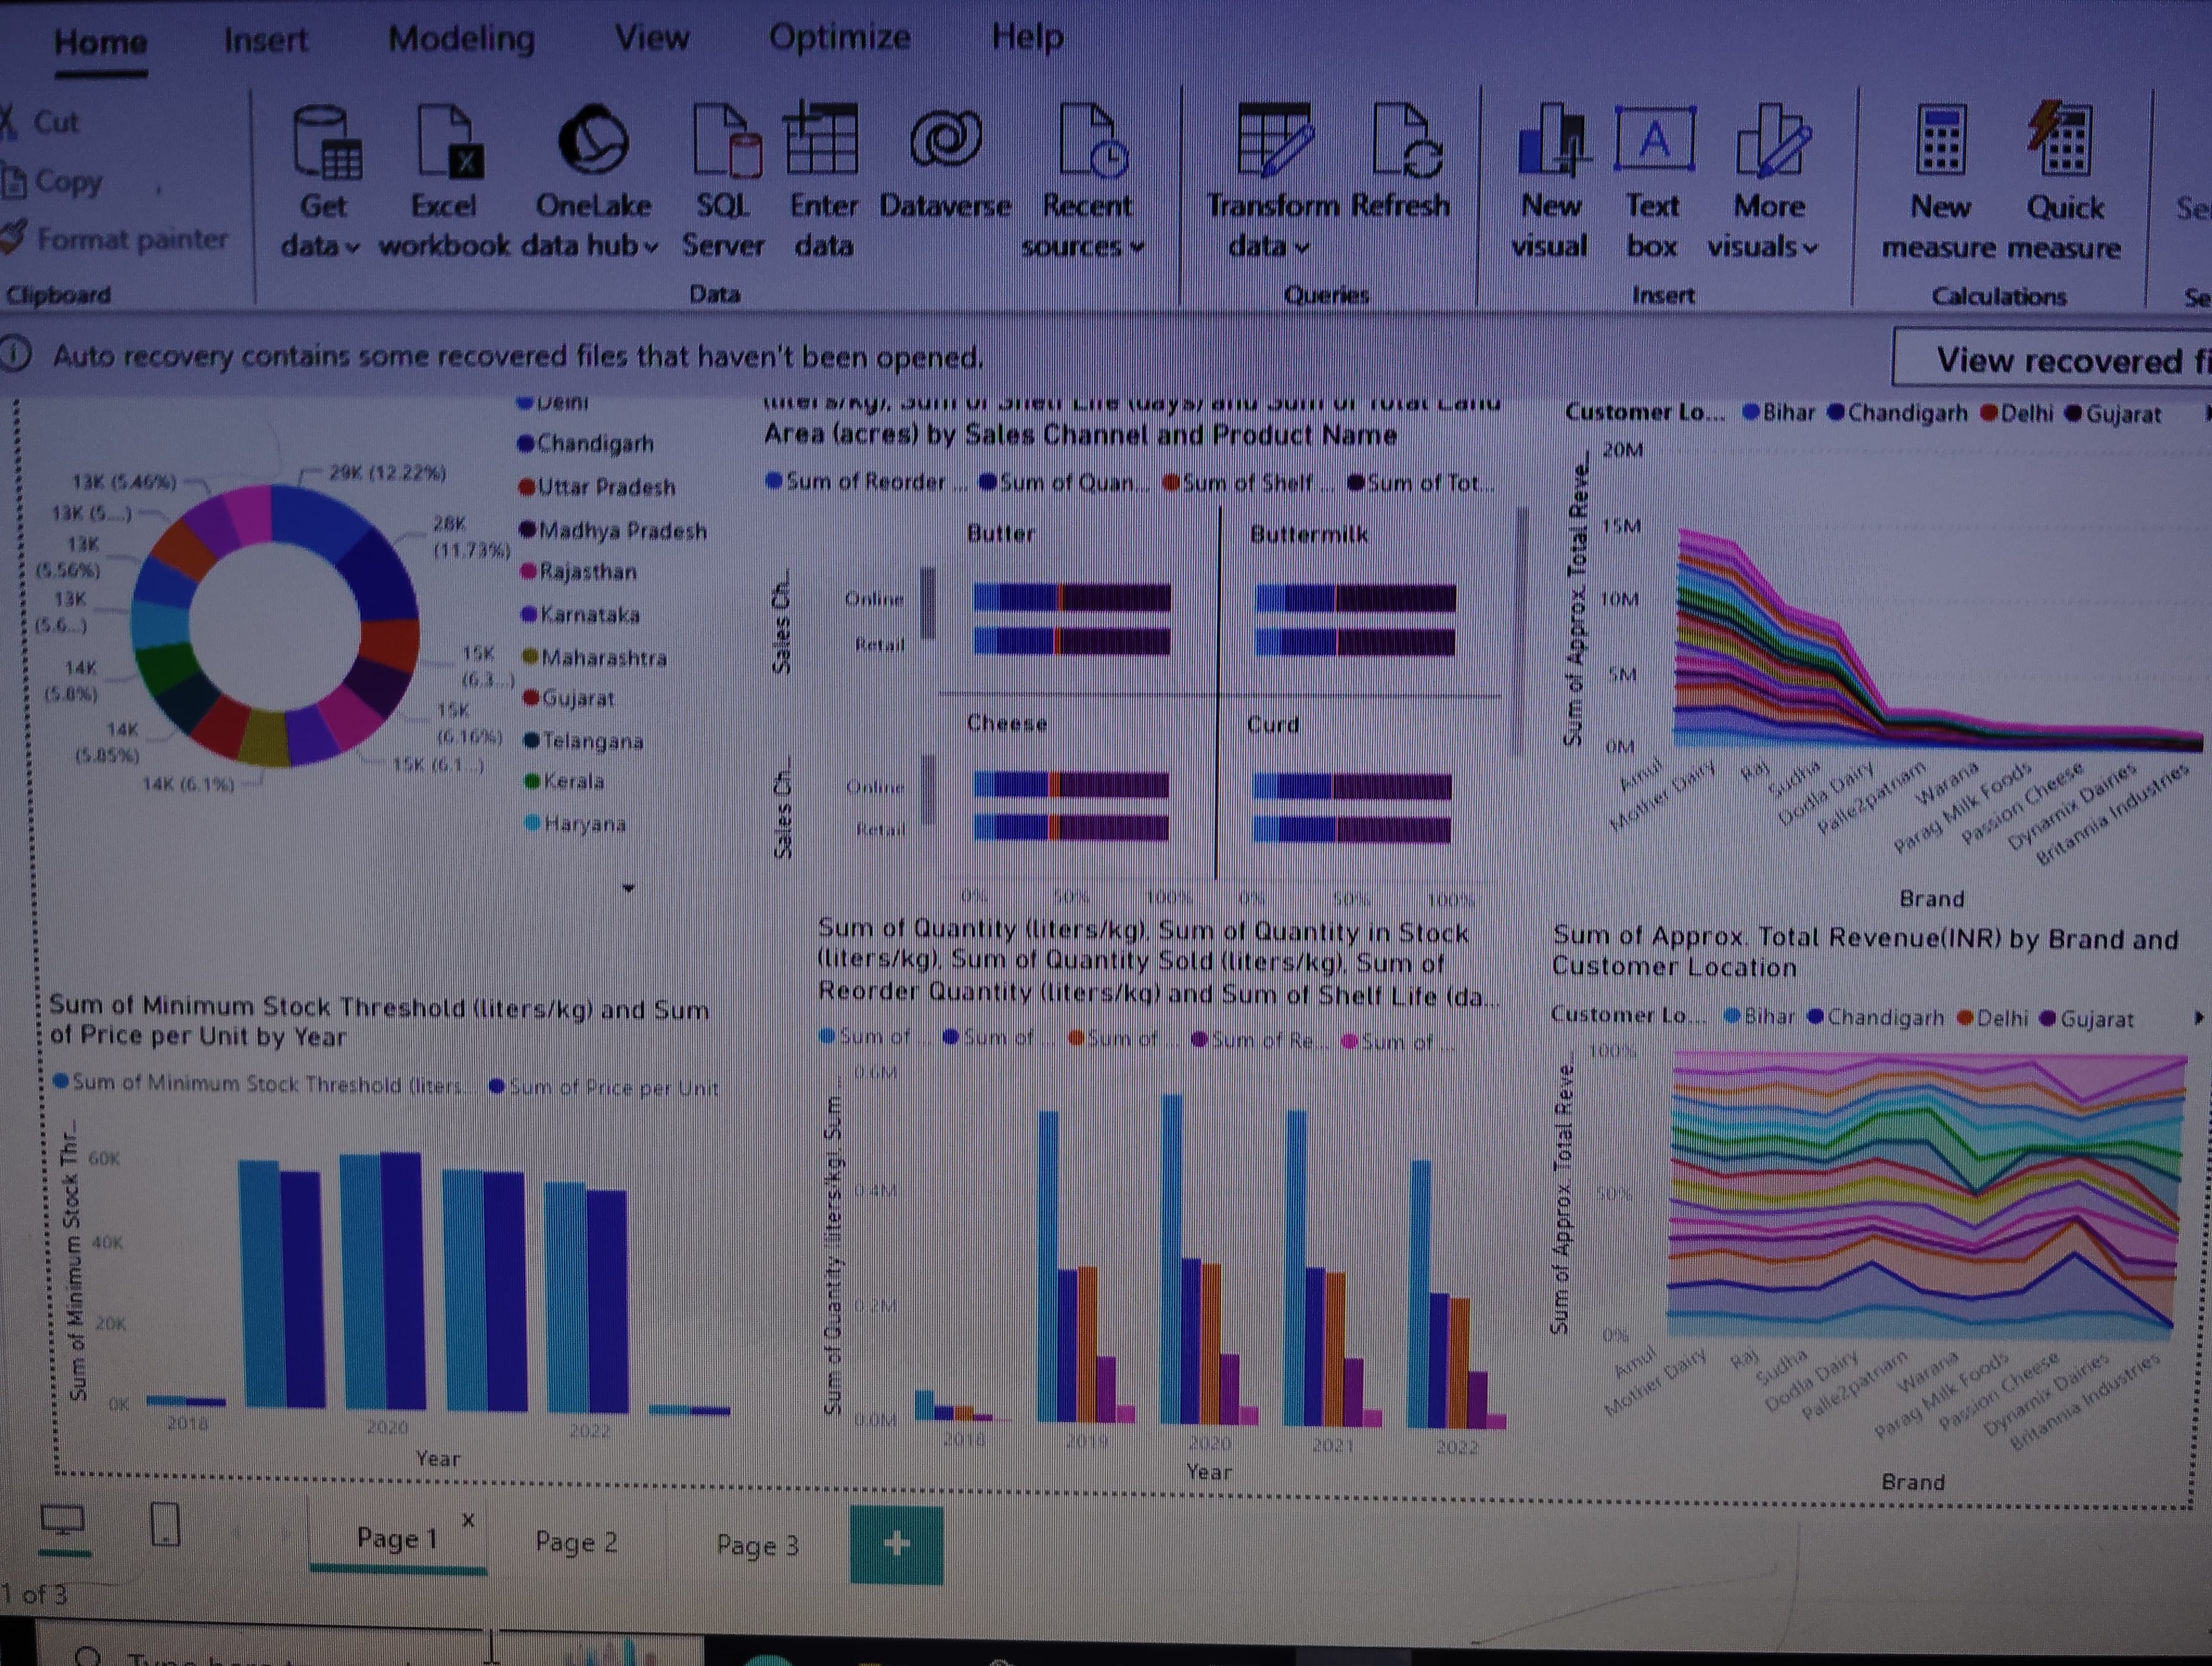 Home Insert Modeling View Optimize Help
Cut
Copy
Format painter
Clipboard
Get data
Excel workbook
OneLake data hub
SQL Server
Enter data
Dataverse
Recent sources
Data
Transform data
Refresh
Queries
New visual
Text box
More visuals
Insert
New measure
Quick measure
Calculations
Se
Auto recovery contains some recovered files that haven't been opened.
View recovered fi
29K (12.22%)
28K (11.73%)
15K (6.3...)
15K (6.16%)
15K (6.1...)
14K (6.1%)
14K (5.85%)
14K (5.8%)
13K (5.6...)
13K (5.56%)
13K (5....)
13K (5.46%)
Delhi
Chandigarh
Uttar Pradesh
Madhya Pradesh
Rajasthan
Karnataka
Maharashtra
Gujarat
Telangana
Kerala
Haryana
Area (acres) by Sales Channel and Product Name
Sum of Reorder ... Sum of Quan... Sum of Shelf ... Sum of Tot...
Butter Buttermilk
Sales Ch...
Online
Retail
Cheese Curd
Sales Ch...
Online
Retail
0% 50% 100% 0% 50% 100%
Customer Lo... Bihar Chandigarh Delhi Gujarat
Sum of Approx. Total Reve...
20M
15M
10M
5M
0M
Amul
Mother Dairy
Raj
Sudha
Dodla Dairy
Palle2patnam
Warana
Parag Milk Foods
Passion Cheese
Dynamix Dairies
Britannia Industries
Brand
Sum of Minimum Stock Threshold (liters/kg) and Sum
of Price per Unit by Year
Sum of Minimum Stock Threshold (liters... Sum of Price per Unit
Sum of Minimum Stock Thr...
60K
40K
20K
0K
2018 2020 2022
Year
Sum of Quantity (liters/kg), Sum of Quantity in Stock
(liters/kg), Sum of Quantity Sold (liters/kg), Sum of
Reorder Quantity (liters/kg) and Sum of Shelf Life (da...
Sum of ... Sum of ... Sum of ... Sum of Re... Sum of ...
Sum of Quantity (liters/kg), Sum ...
0.6M
0.4M
0.2M
0.0M
2018 2019 2020 2021 2022
Year
Sum of Approx. Total Revenue(INR) by Brand and
Customer Location
Customer Lo... Bihar Chandigarh Delhi Gujarat
Sum of Approx. Total Reve...
100%
50%
0%
Amul
Mother Dairy
Raj
Sudha
Dodla Dairy
Palle2patnam
Warana
Parag Milk Foods
Passion Cheese
Dynamix Dairies
Britannia Industries
Brand
Page 1 x Page 2 Page 3 +
1 of 3